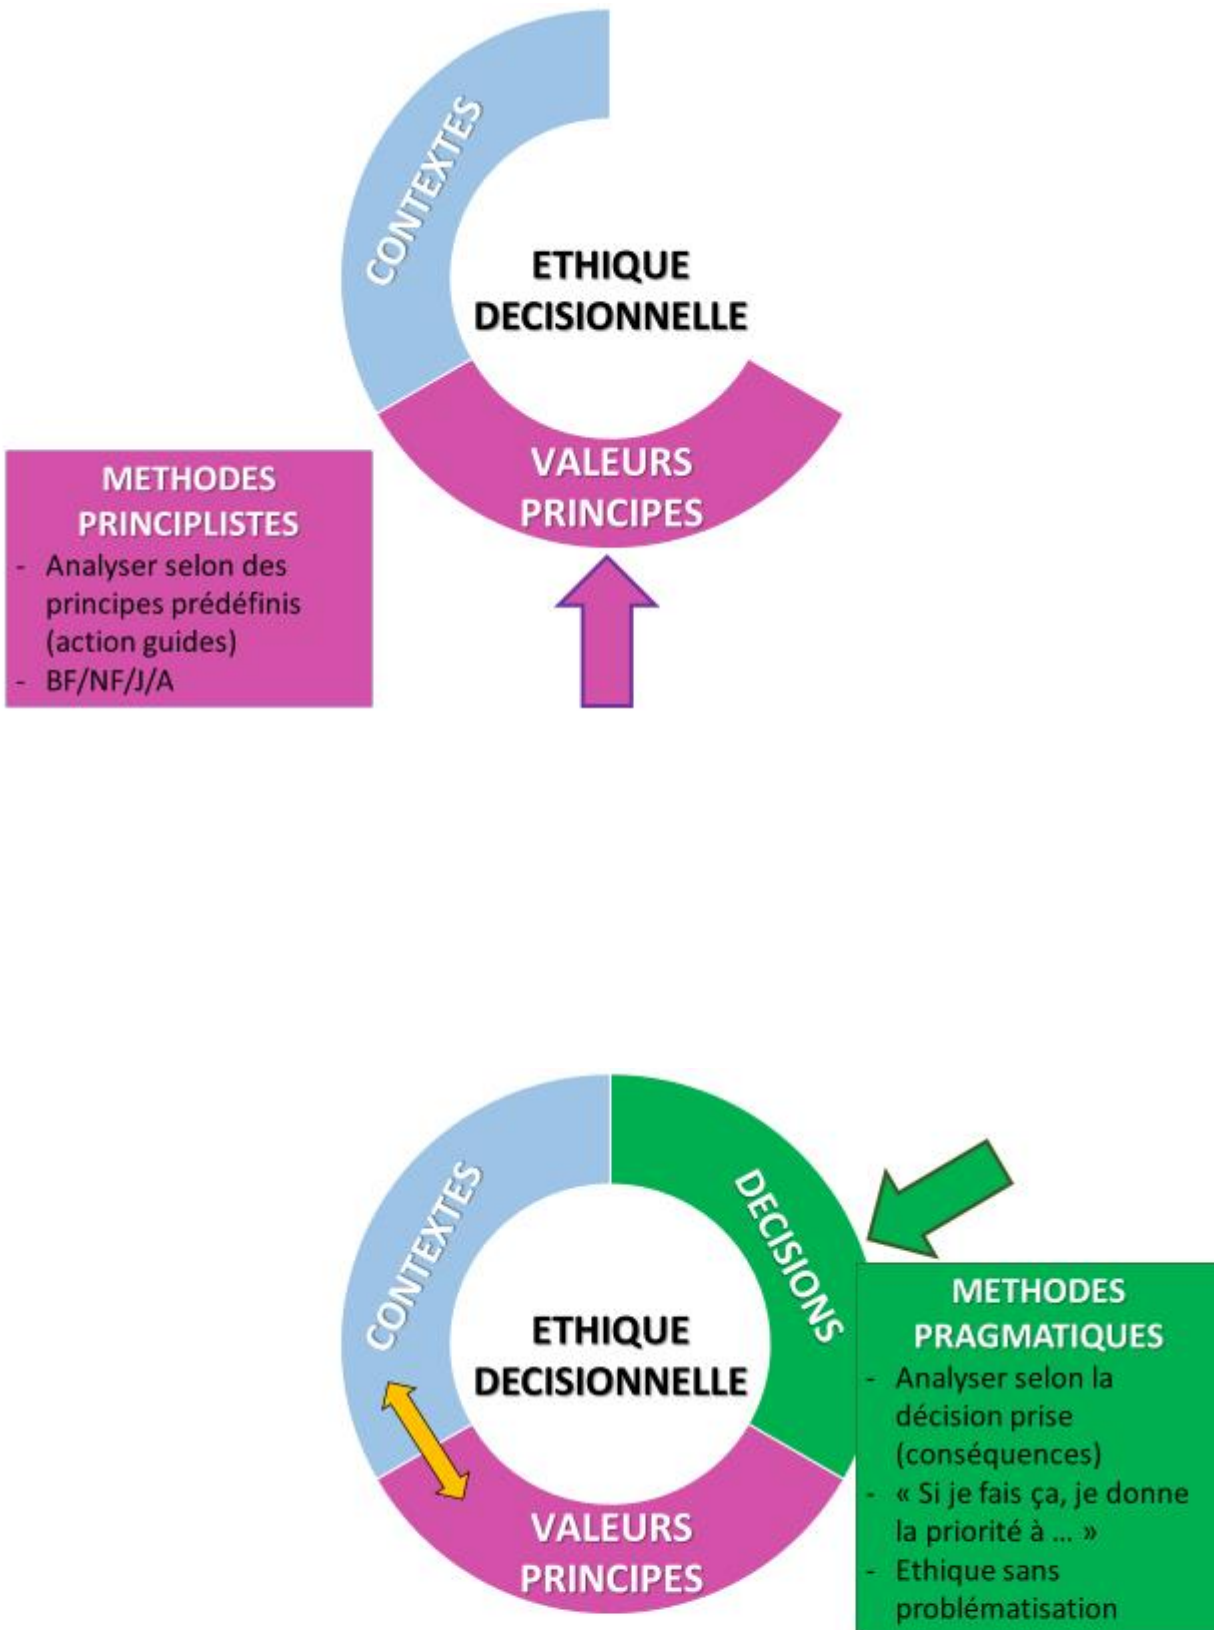 CONTEXTES
ETHIQUE
DECISIONNELLE
VALEURS
PRINCIPES
METHODES
PRINCIPLISTES
- Analyser selon des
principes prédéfinis
(action guides)
- BF/NF/J/A
CONTEXTES
DECISIONS
ETHIQUE
DECISIONNELLE
VALEURS
PRINCIPES
METHODES
PRAGMATIQUES
- Analyser selon la
décision prise
(conséquences)
- « Si je fais ça, je donne
la priorité à ... »
- Ethique sans
problématisation